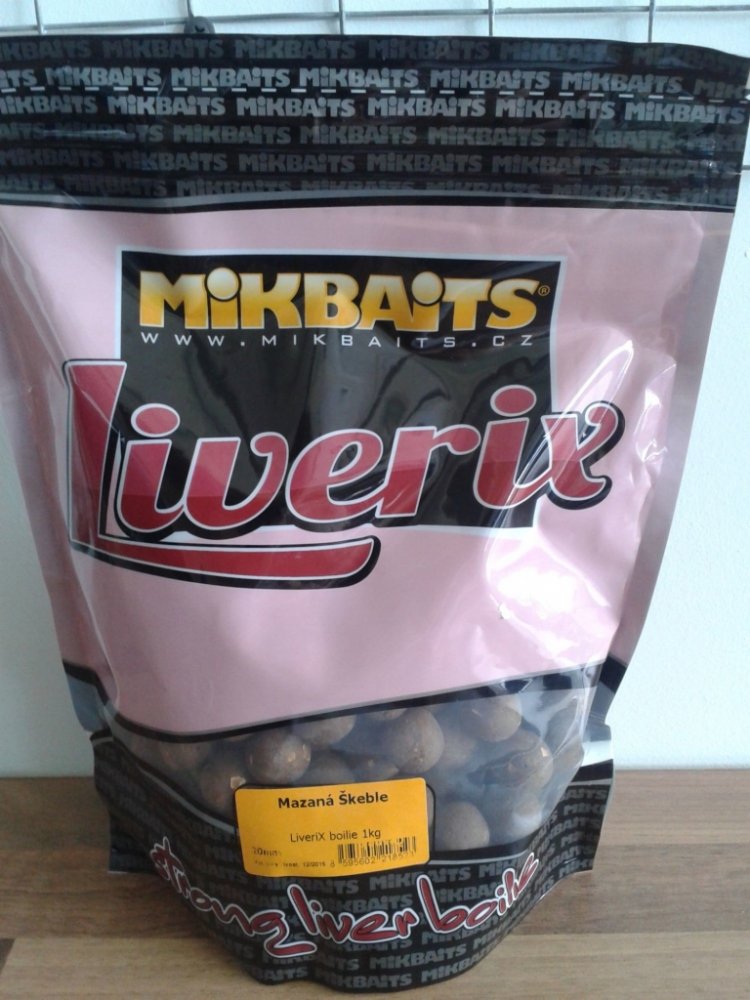 MiKBAiTS®
WWW.MIKBAITS.CZ
Liverix
Mazaná Škeble
LiveriX boilie 1kg
strong liver boilie